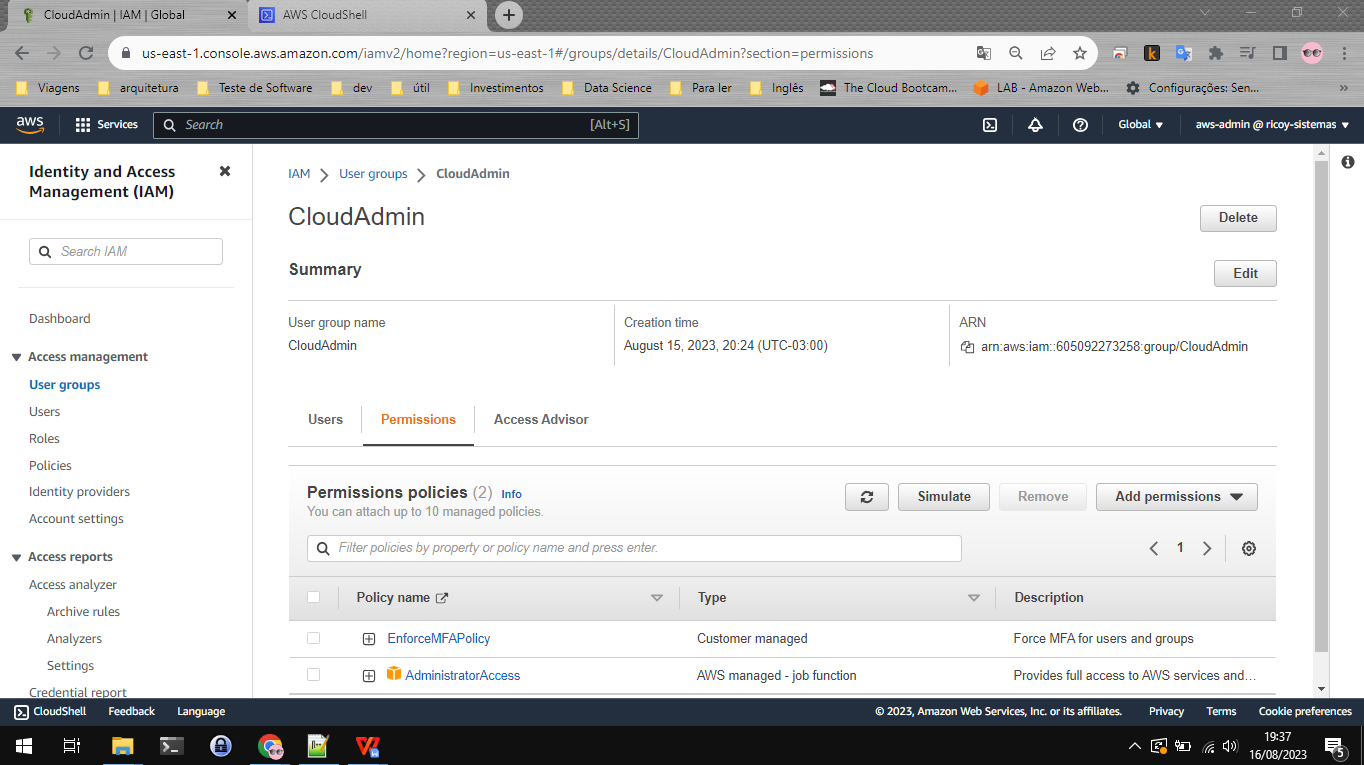 CloudAdmin | IAM | Global
AWS CloudShell
us-east-1.console.aws.amazon.com/iamv2/home?region=us-east-1#/groups/details/CloudAdmin?section=permissions
Viagens
arquitetura
Teste de Software
dev
útil
Investimentos
Data Science
Para ler
Inglês
The Cloud Bootcam...
LAB - Amazon Web...
Configurações: Sen...
aws
Services
Search
[Alt+S]
Global
aws-admin @ ricoy-sistemas
Identity and Access
Management (IAM)
Search IAM
Dashboard
Access management
User groups
Users
Roles
Policies
Identity providers
Account settings
Access reports
Access analyzer
Archive rules
Analyzers
Settings
Credential report
IAM
User groups
CloudAdmin
CloudAdmin
Delete
Summary
Edit
User group name
CloudAdmin
Creation time
August 15, 2023, 20:24 (UTC-03:00)
ARN
arn:aws:iam::605092273258:group/CloudAdmin
Users
Permissions
Access Advisor
Permissions policies (2) Info
You can attach up to 10 managed policies.
Simulate
Remove
Add permissions
Filter policies by property or policy name and press enter.
1
Policy name
Type
Description
EnforceMFAPolicy
Customer managed
Force MFA for users and groups
AdministratorAccess
AWS managed - job function
Provides full access to AWS services and...
CloudShell
Feedback
Language
© 2023, Amazon Web Services, Inc. or its affiliates.
Privacy
Terms
Cookie preferences
19:37
16/08/2023
5